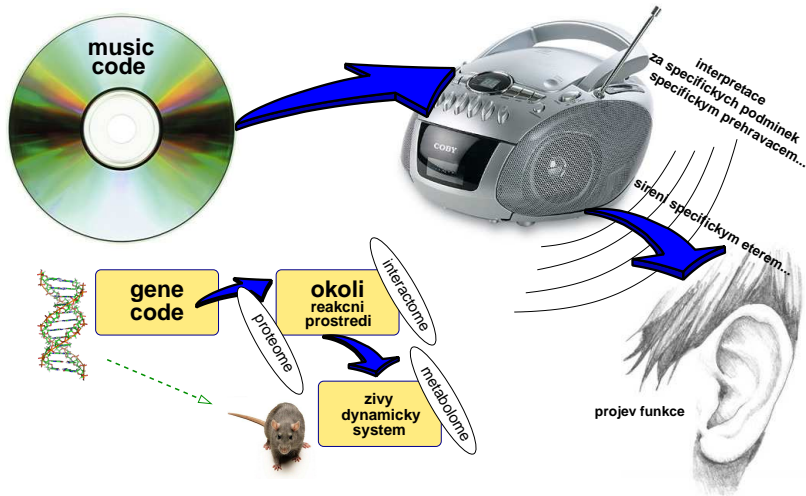 music
code
COBY
interpretace
za specifickych podminek
specifickym prehravacem...
sireni specifickym eterem...
gene
code
proteome
okoli
reakcni
prostredi
interactome
zivy
dynamicky
system
metabolome
projev funkce